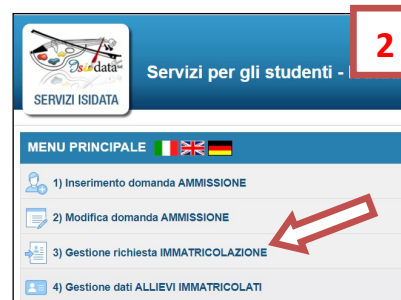 2
Isidata
SERVIZI ISIDATA
Servizi per gli studenti -
MENU PRINCIPALE
1) Inserimento domanda AMMISSIONE
2) Modifica domanda AMMISSIONE
3) Gestione richiesta IMMATRICOLAZIONE
4) Gestione dati ALLIEVI IMMATRICOLATI